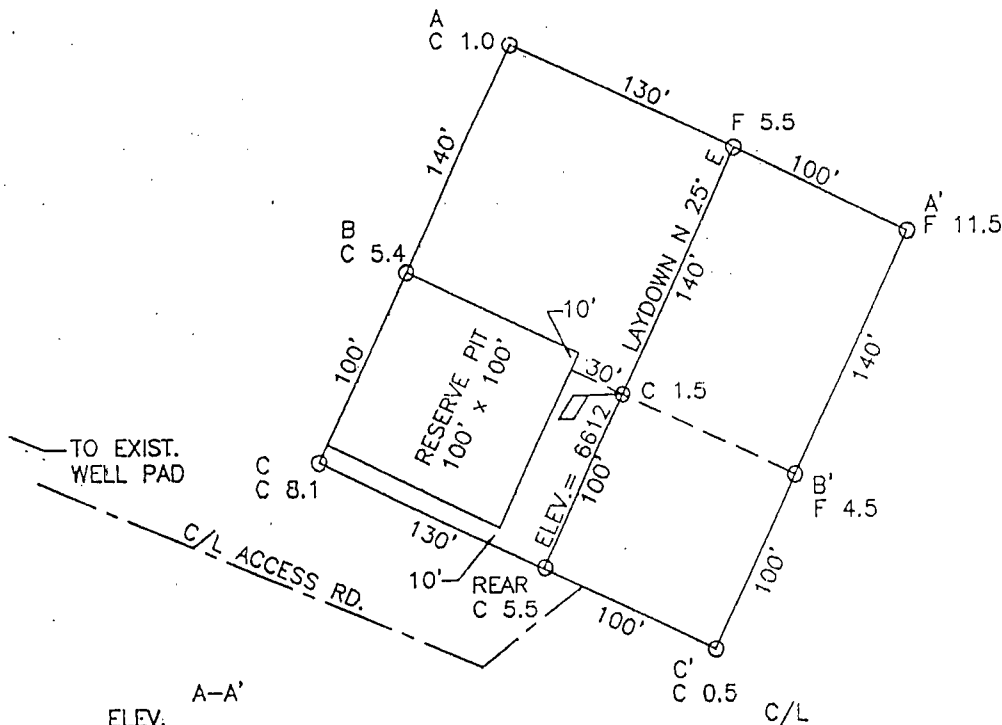 A
C 1.0
130'
F 5.5
100'
A'
F 11.5
140'
B
C 5.4
LAYDOWN N 25° E
140'
140'
10'
30'
C 1.5
RESERVE PIT
100' x 100'
100'
TO EXIST.
WELL PAD
C
C 8.1
ELEV.= 6612
100'
B'
F 4.5
130'
C/L ACCESS RD.
10'
REAR
C 5.5
100'
100'
C'
C 0.5
A-A'
C/L
ELEV.